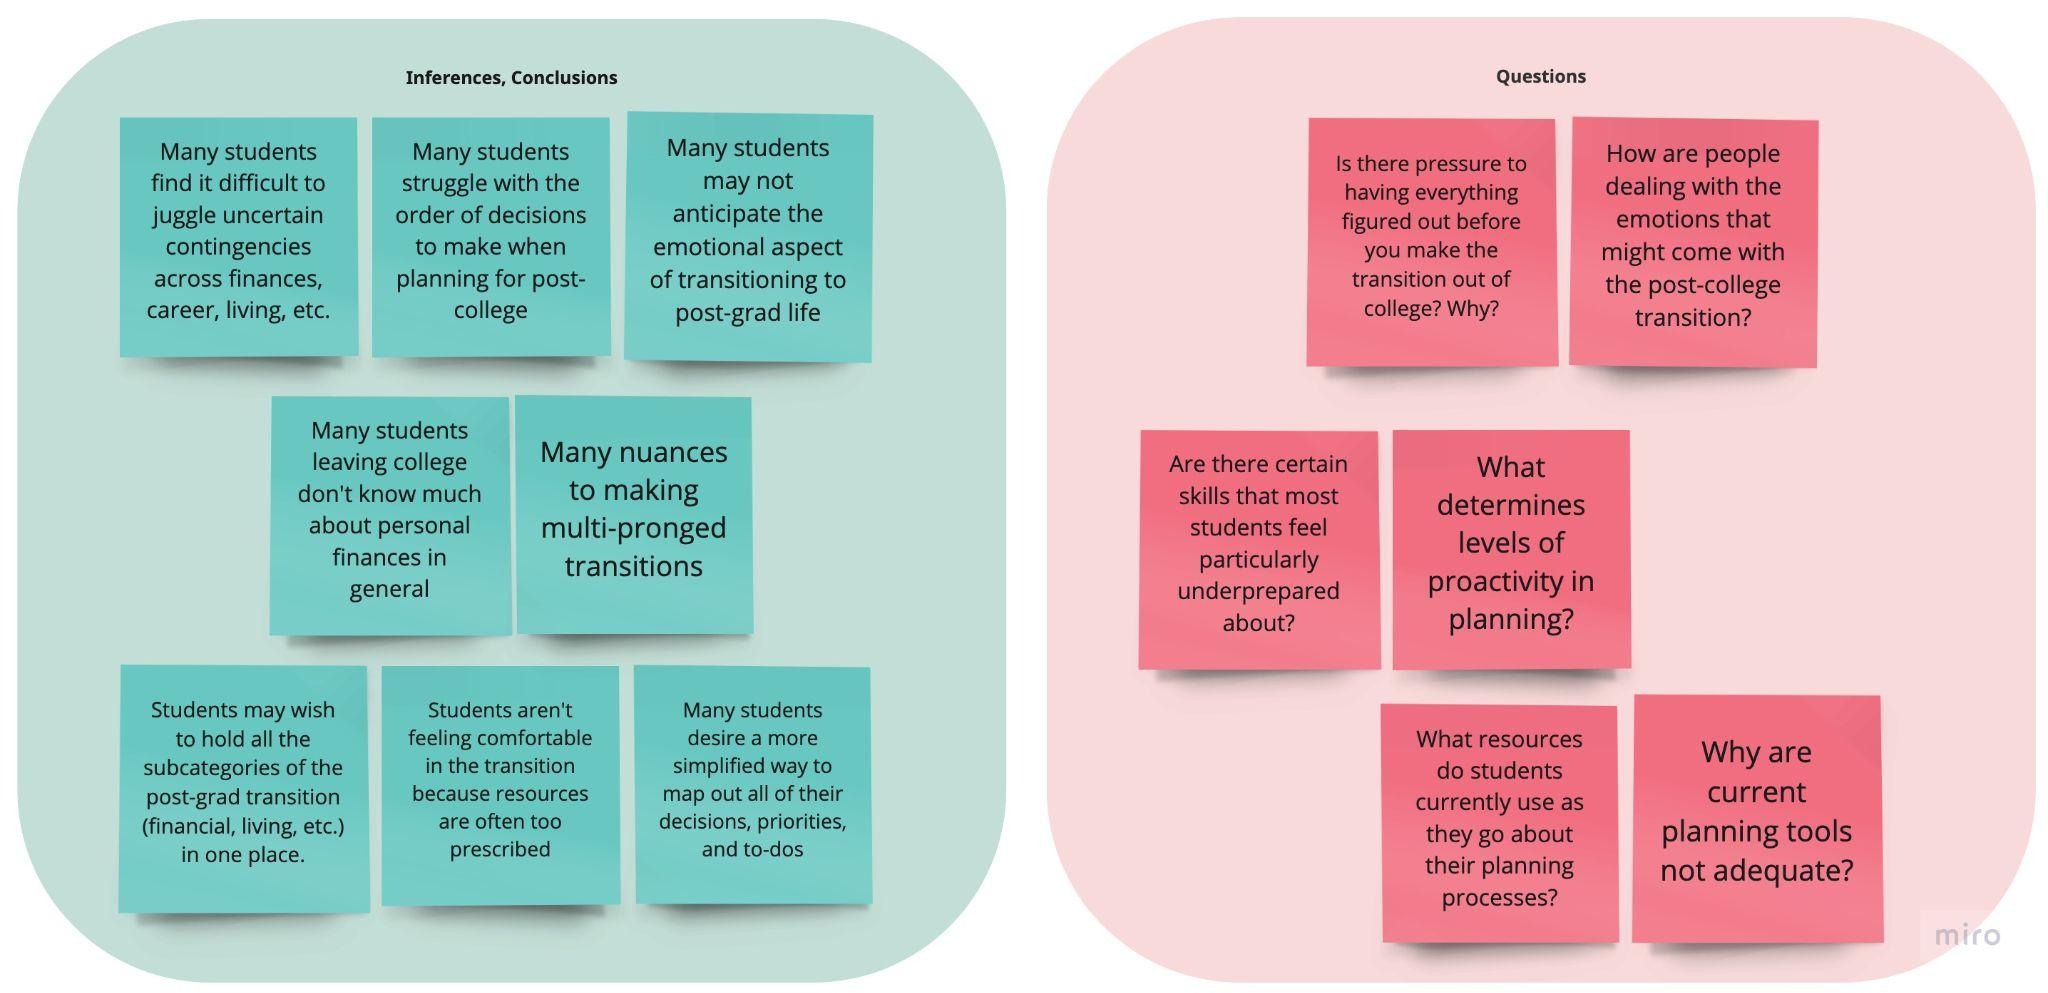 Inferences, Conclusions
Many students
find it difficult to
juggle uncertain
contingencies
across finances,
career, living, etc.
Many students
struggle with the
order of decisions
to make when
planning for post-
college
Many students
may not
anticipate the
emotional aspect
of transitioning to
post-grad life
Many students
leaving college
don't know much
about personal
finances in
general
Many nuances
to making
multi-pronged
transitions
Students may wish
to hold all the
subcategories of the
post-grad transition
(financial, living, etc.)
in one place.
Students aren't
feeling comfortable
in the transition
because resources
are often too
prescribed
Many students
desire a more
simplified way to
map out all of their
decisions, priorities,
and to-dos
Questions
Is there pressure to
having everything
figured out before
you make the
transition out of
college? Why?
How are people
dealing with the
emotions that
might come with
the post-college
transition?
Are there certain
skills that most
students feel
particularly
underprepared
about?
What
determines
levels of
proactivity in
planning?
What resources
do students
currently use as
they go about
their planning
processes?
Why are
current
planning tools
not adequate?
miro